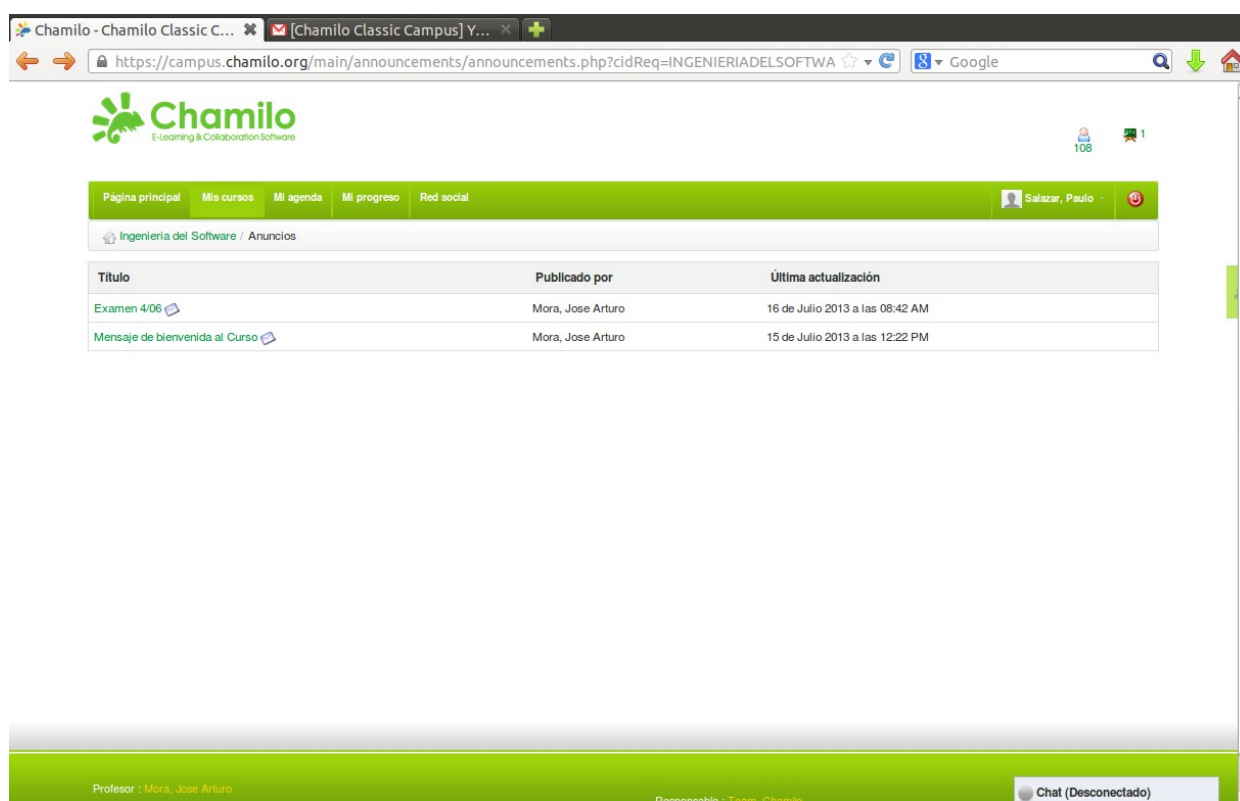 Chamilo - Chamilo Classic C... [Chamilo Classic Campus] Y...
https://campus.chamilo.org/main/announcements/announcements.php?cidReq=INGENIERIADELSOFTWA Google
Chamilo
E-Learning & Collaboration Software
108 1
Página principal Mis cursos Mi agenda Mi progreso Red social Salazar, Paulo
Ingenieria del Software / Anuncios
Título Publicado por Última actualización
Examen 4/06 Mora, Jose Arturo 16 de Julio 2013 a las 08:42 AM
Mensaje de bienvenida al Curso Mora, Jose Arturo 15 de Julio 2013 a las 12:22 PM
Profesor : Mora, Jose Arturo
Responsable : Team, Chamilo
Chat (Desconectado)